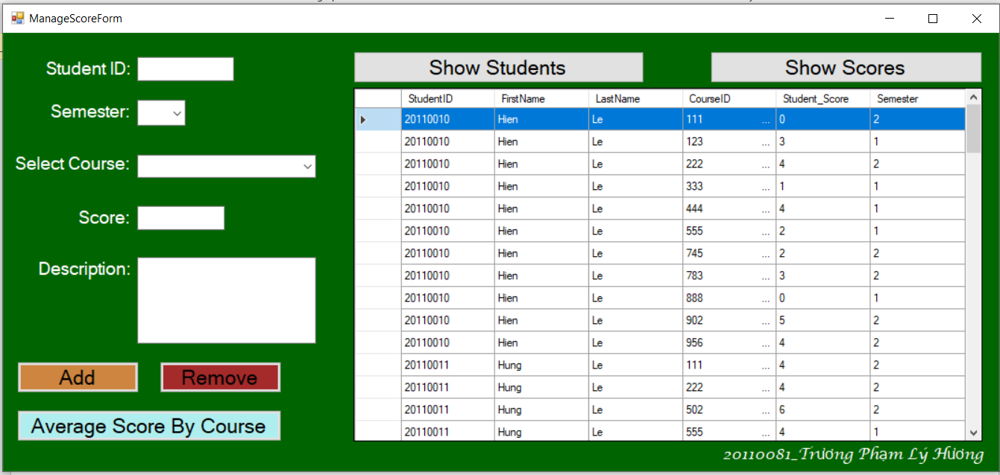 ManageScoreForm
Student ID:
Semester:
Select Course:
Score:
Description:
Add Remove
Average Score By Course
Show Students Show Scores
StudentID FirstName LastName CourseID Student_Score Semester
20110010 Hien Le 111 ... 0 2
20110010 Hien Le 123 ... 3 1
20110010 Hien Le 222 ... 4 2
20110010 Hien Le 333 ... 1 1
20110010 Hien Le 444 ... 4 1
20110010 Hien Le 555 ... 2 1
20110010 Hien Le 745 ... 2 2
20110010 Hien Le 783 ... 3 2
20110010 Hien Le 888 ... 0 1
20110010 Hien Le 902 ... 5 2
20110010 Hien Le 956 ... 4 2
20110011 Hung Le 111 ... 4 2
20110011 Hung Le 222 ... 4 2
20110011 Hung Le 502 ... 6 2
20110011 Hung Le 555 ... 4 1
20110081_Trương Phạm Lý Hương